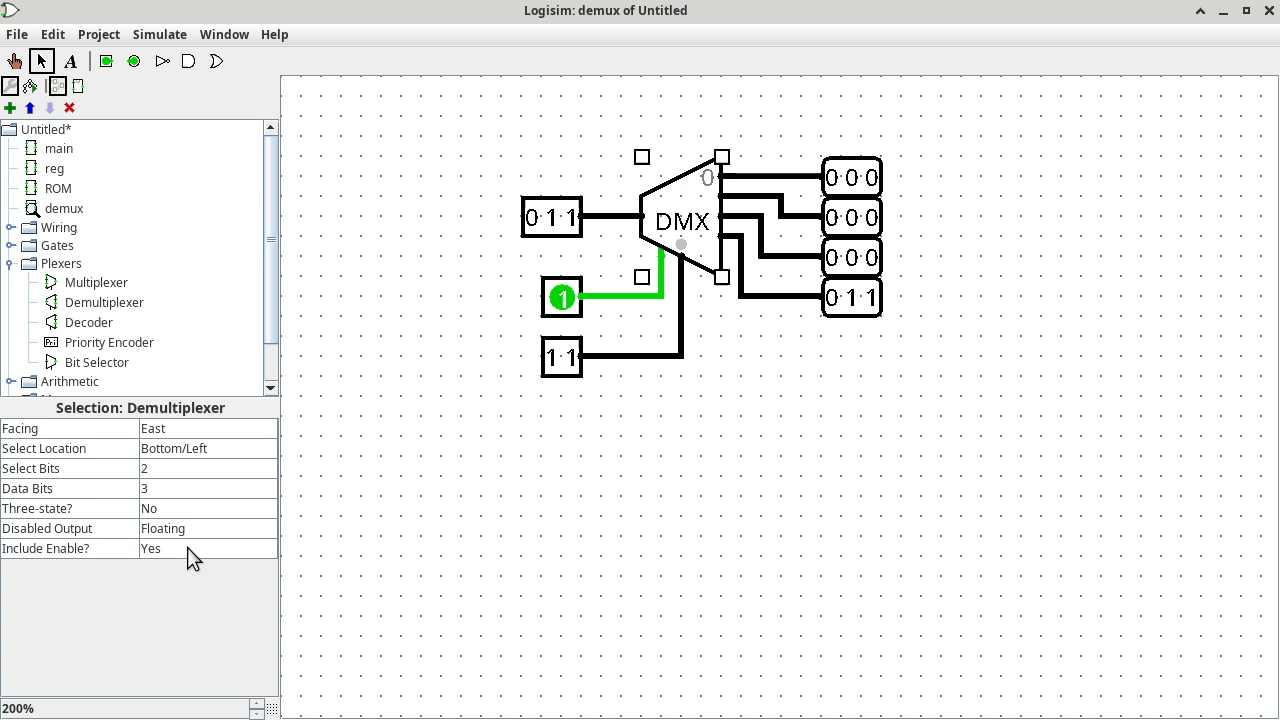 Logisim: demux of Untitled
File Edit Project Simulate Window Help
A
Untitled*
main
reg
ROM
demux
Wiring
Gates
Plexers
Multiplexer
Demultiplexer
Decoder
Priority Encoder
Bit Selector
Arithmetic
Selection: Demultiplexer
Facing East
Select Location Bottom/Left
Select Bits 2
Data Bits 3
Three-state? No
Disabled Output Floating
Include Enable? Yes
200%
0 1 1
1
1 1
0
DMX
0 0 0
0 0 0
0 0 0
0 1 1